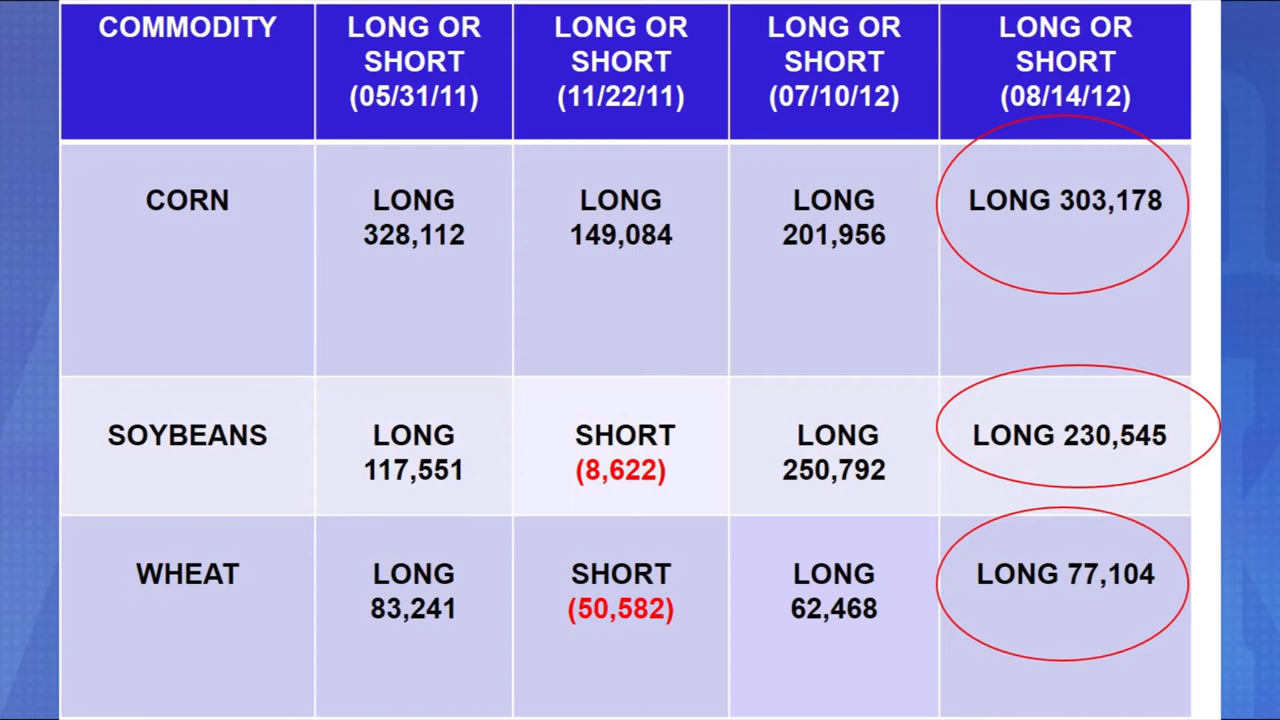 COMMODITY
LONG OR
SHORT
(05/31/11)
LONG OR
SHORT
(11/22/11)
LONG OR
SHORT
(07/10/12)
LONG OR
SHORT
(08/14/12)
CORN
LONG
328,112
LONG
149,084
LONG
201,956
LONG 303,178
SOYBEANS
LONG
117,551
SHORT
(8,622)
LONG
250,792
LONG 230,545
WHEAT
LONG
83,241
SHORT
(50,582)
LONG
62,468
LONG 77,104